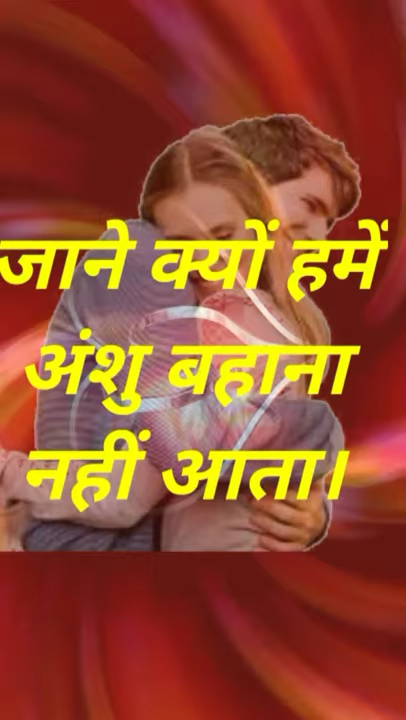 जाने क्यों हमें
अंशु बहाना
नहीं आता।